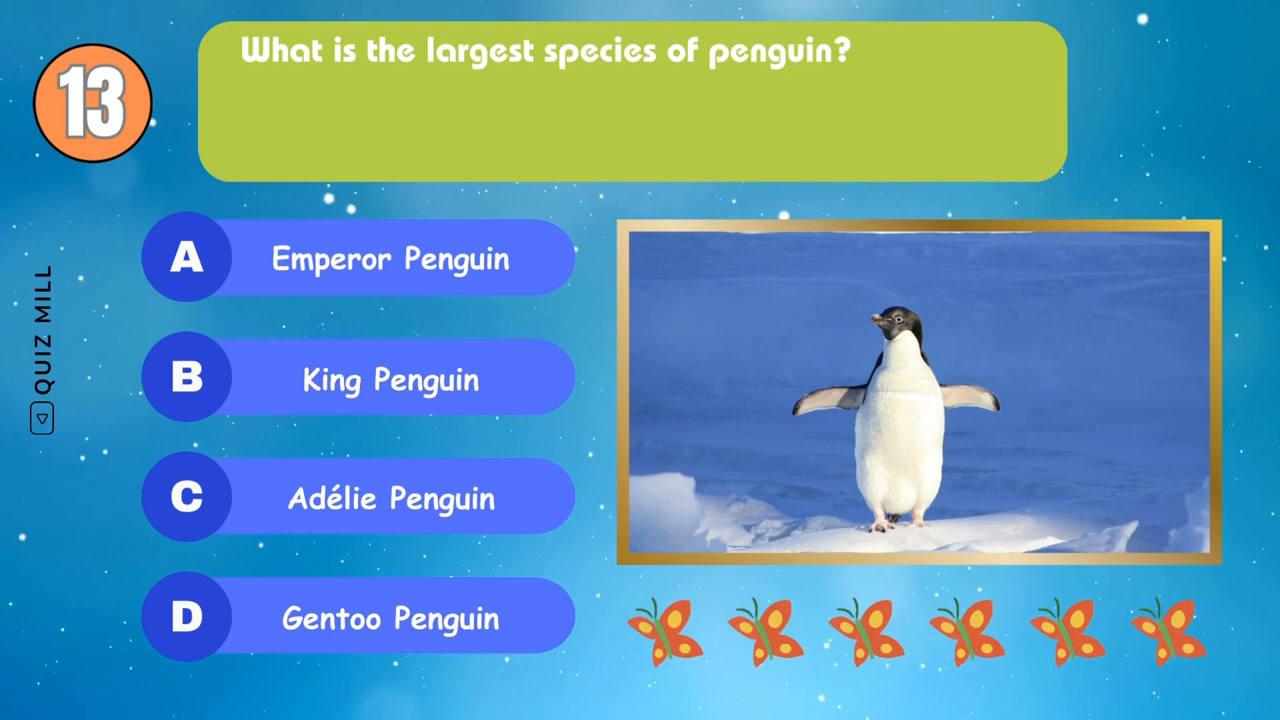 13
What is the largest species of penguin?
A
Emperor Penguin
B
King Penguin
C
Adélie Penguin
D
Gentoo Penguin
QUIZ MILL